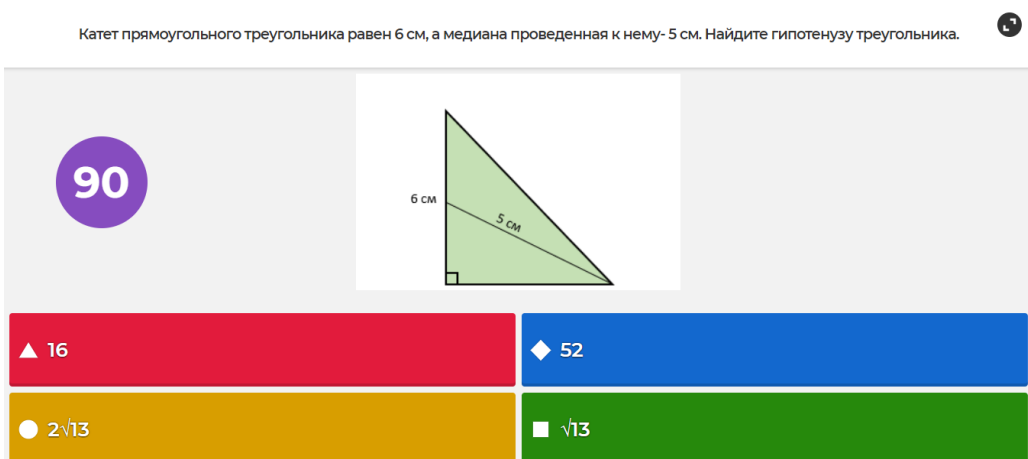 Катет прямоугольного треугольника равен 6 см, а медиана проведенная к нему- 5 см. Найдите гипотенузу треугольника.
90
6 см
5 см
16
52
2√13
√13